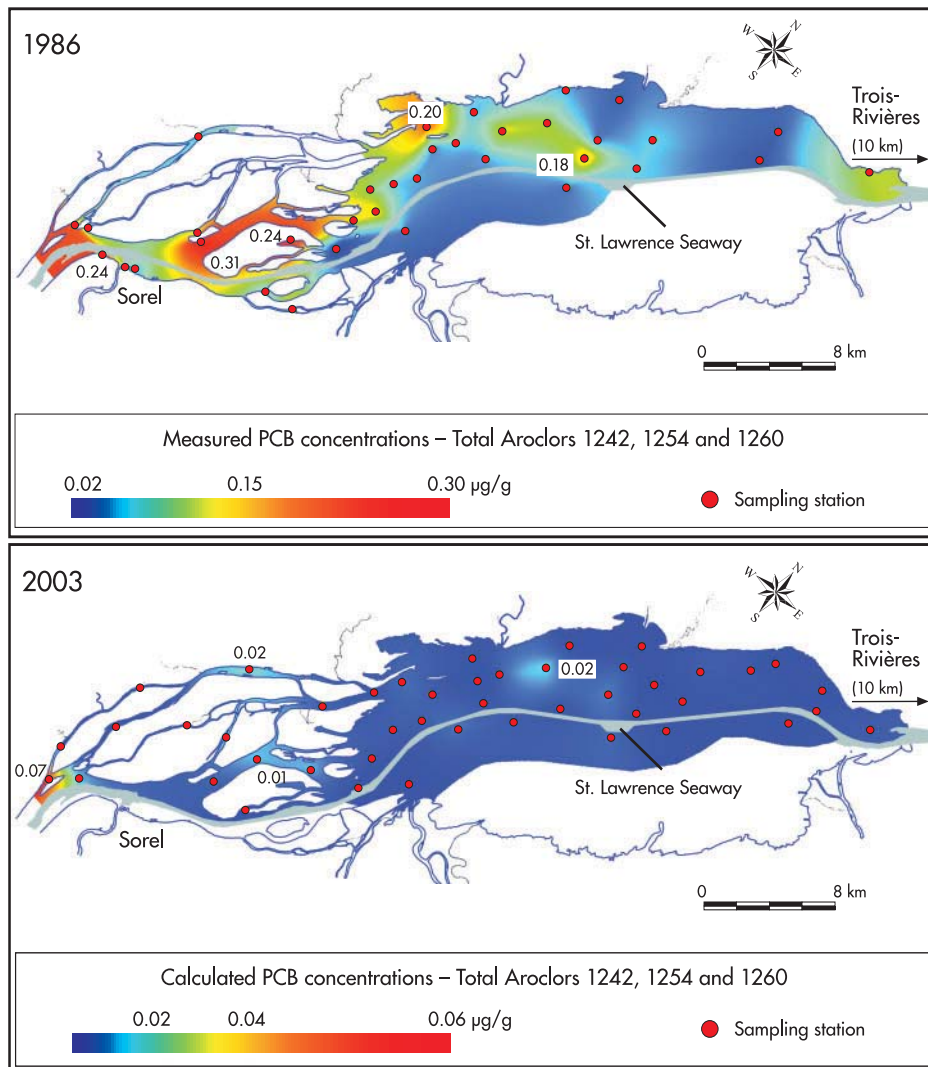 1986
N
W
S
E
0.20
Trois-
Rivières
(10 km)
0.18
St. Lawrence Seaway
0.24
0.31
0.24
Sorel
0 8 km
Measured PCB concentrations – Total Aroclors 1242, 1254 and 1260
0.02 0.15 0.30 µg/g
Sampling station
2003
N
W
S
E
0.02
0.02
Trois-
Rivières
(10 km)
0.07
0.01
St. Lawrence Seaway
Sorel
0 8 km
Calculated PCB concentrations – Total Aroclors 1242, 1254 and 1260
0.02 0.04 0.06 µg/g
Sampling station